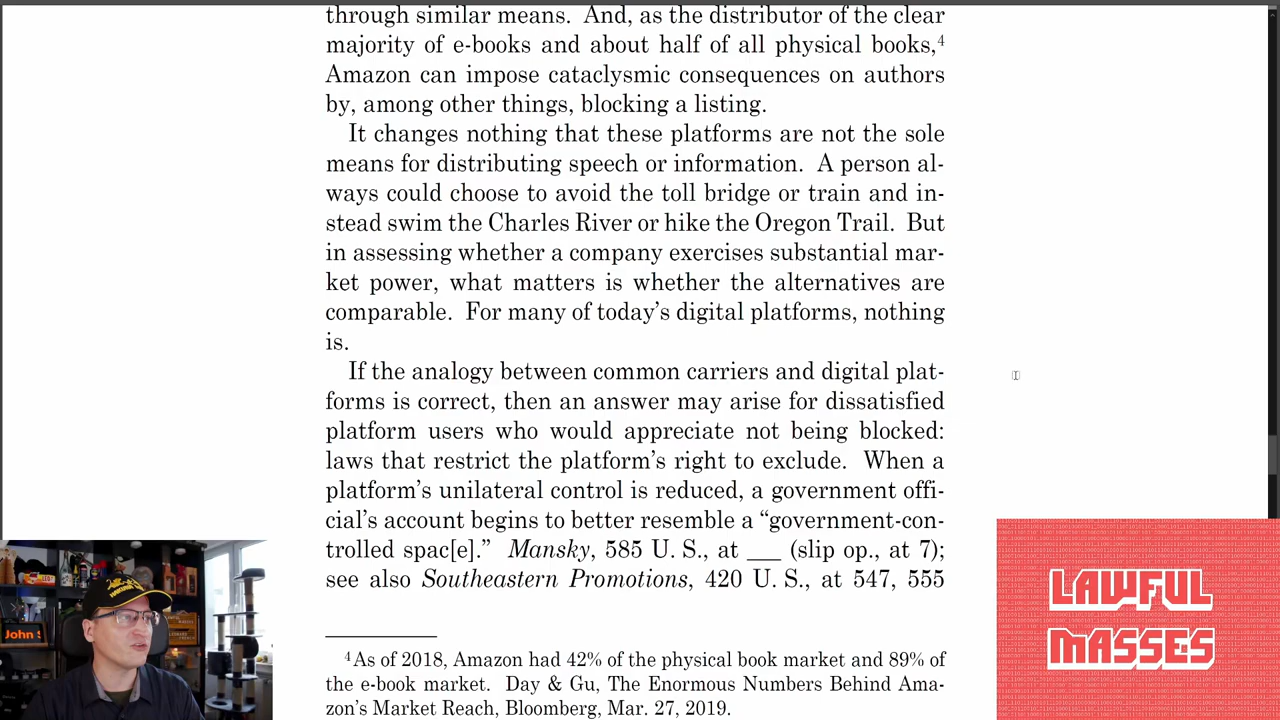 through similar means. And, as the distributor of the clear
majority of e-books and about half of all physical books,4
Amazon can impose cataclysmic consequences on authors
by, among other things, blocking a listing.
It changes nothing that these platforms are not the sole
means for distributing speech or information. A person al-
ways could choose to avoid the toll bridge or train and in-
stead swim the Charles River or hike the Oregon Trail. But
in assessing whether a company exercises substantial mar-
ket power, what matters is whether the alternatives are
comparable. For many of today's digital platforms, nothing
is.
If the analogy between common carriers and digital plat-
forms is correct, then an answer may arise for dissatisfied
platform users who would appreciate not being blocked:
laws that restrict the platform's right to exclude. When a
platform's unilateral control is reduced, a government offi-
cial's account begins to better resemble a “government-con-
trolled spac[e].” Mansky, 585 U. S., at ___ (slip op., at 7);
see also Southeastern Promotions, 420 U. S., at 547, 555
4As of 2018, Amazon had 42% of the physical book market and 89% of
the e-book market. Day & Gu, The Enormous Numbers Behind Ama-
zon's Market Reach, Bloomberg, Mar. 27, 2019.
John S
LAWFUL
MASSES